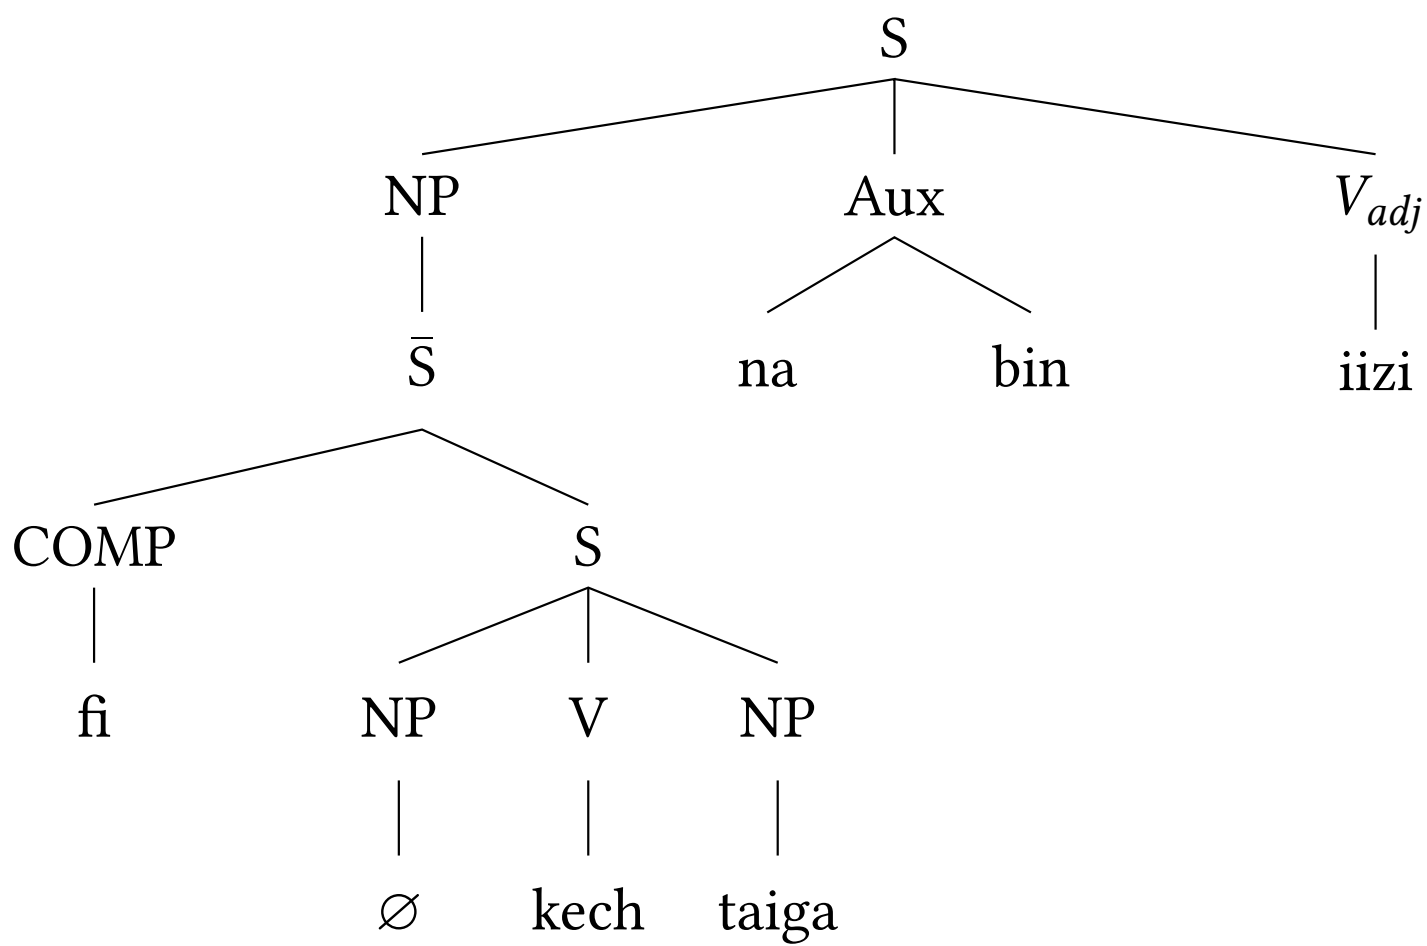 S
NP Aux V_adj
S̄ na bin iizi
COMP S
fi NP V NP
∅ kech taiga